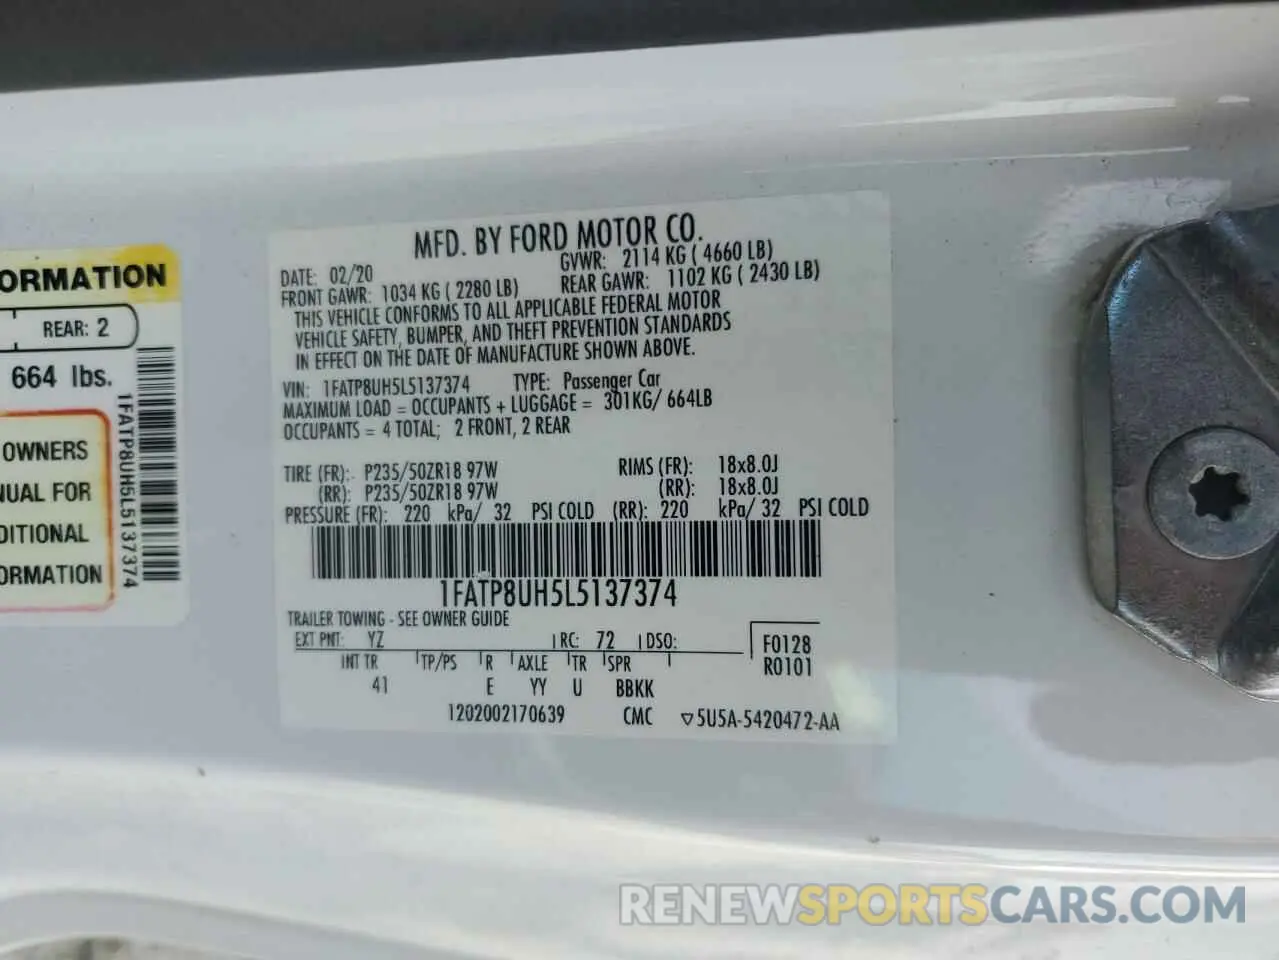 ORMATION
REAR: 2
664 lbs.
OWNERS
NUAL FOR
DITIONAL
ORMATION
1FATP8UH5L5137374
MFD. BY FORD MOTOR CO.
DATE: 02/20 GVWR: 2114 KG ( 4660 LB)
FRONT GAWR: 1034 KG ( 2280 LB) REAR GAWR: 1102 KG ( 2430 LB)
THIS VEHICLE CONFORMS TO ALL APPLICABLE FEDERAL MOTOR
VEHICLE SAFETY, BUMPER, AND THEFT PREVENTION STANDARDS
IN EFFECT ON THE DATE OF MANUFACTURE SHOWN ABOVE.
VIN: 1FATP8UH5L5137374 TYPE: Passenger Car
MAXIMUM LOAD = OCCUPANTS + LUGGAGE = 301KG/ 664LB
OCCUPANTS = 4 TOTAL; 2 FRONT, 2 REAR
TIRE (FR): P235/50ZR18 97W RIMS (FR): 18x8.0J
(RR): P235/50ZR18 97W (RR): 18x8.0J
PRESSURE (FR): 220 kPa/ 32 PSI COLD (RR): 220 kPa/ 32 PSI COLD
1FATP8UH5L5137374
TRAILER TOWING - SEE OWNER GUIDE
EXT PNT: YZ RC: 72 DSO: F0128
INT TR TP/PS R AXLE TR SPR R0101
41 E YY U BBKK
1202002170639 CMC ▽5U5A-5420472-AA
RENEWSPORTSCARS.COM